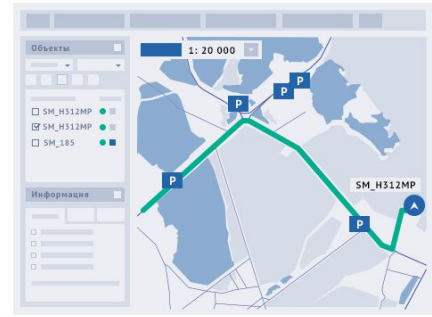 Объекты
1: 20 000
SM_H312MP
SM_H312MP
SM_185
Информация
P
P
P
P
P
SM_H312MP